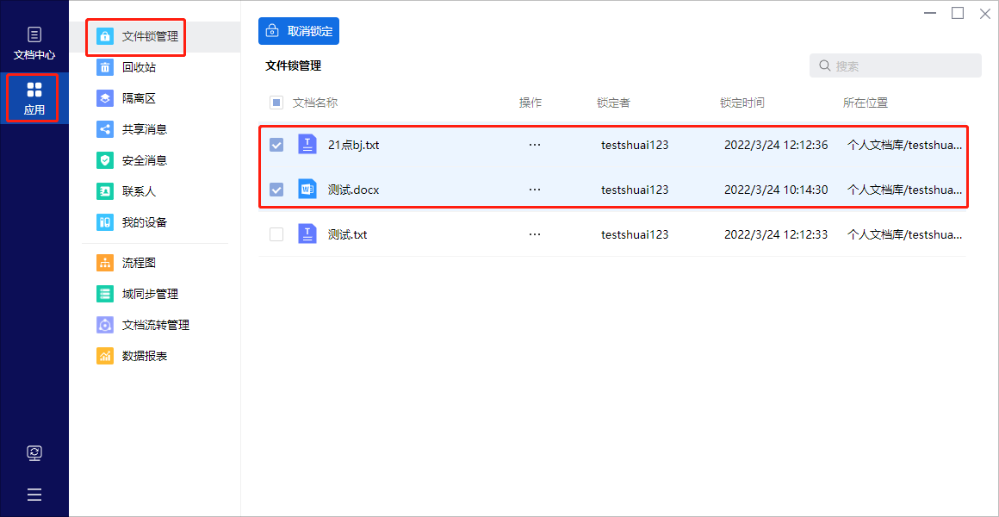 文档中心
应用
文件锁管理
回收站
隔离区
共享消息
安全消息
联系人
我的设备
流程图
域同步管理
文档流转管理
数据报表
取消锁定
文件锁管理
搜索
文档名称 操作 锁定者 锁定时间 所在位置
21点bj.txt ··· testshuai123 2022/3/24 12:12:36 个人文档库/testshua...
测试.docx ··· testshuai123 2022/3/24 10:14:30 个人文档库/testshua...
测试.txt ··· testshuai123 2022/3/24 12:12:33 个人文档库/testshua...